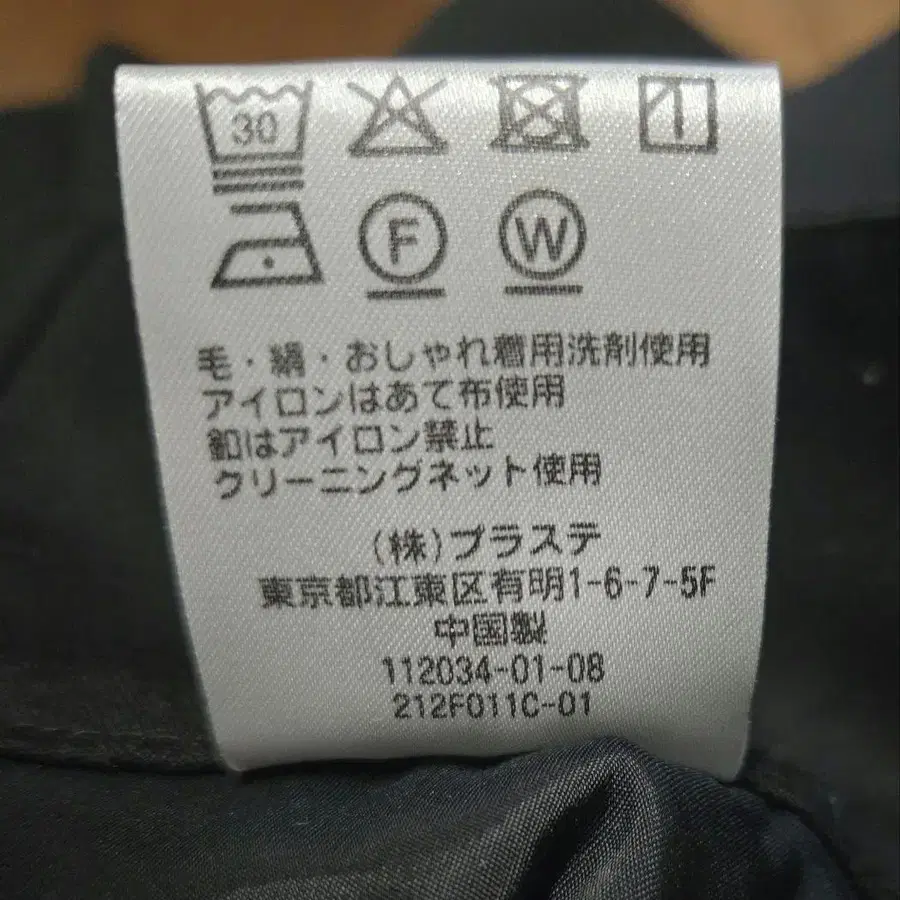 30
F W
毛・絹・おしゃれ着用洗剤使用
アイロンはあて布使用
釦はアイロン禁止
クリーニングネット使用
(株)プラステ
東京都江東区有明1-6-7-5F
中国製
112034-01-08
212F011C-01